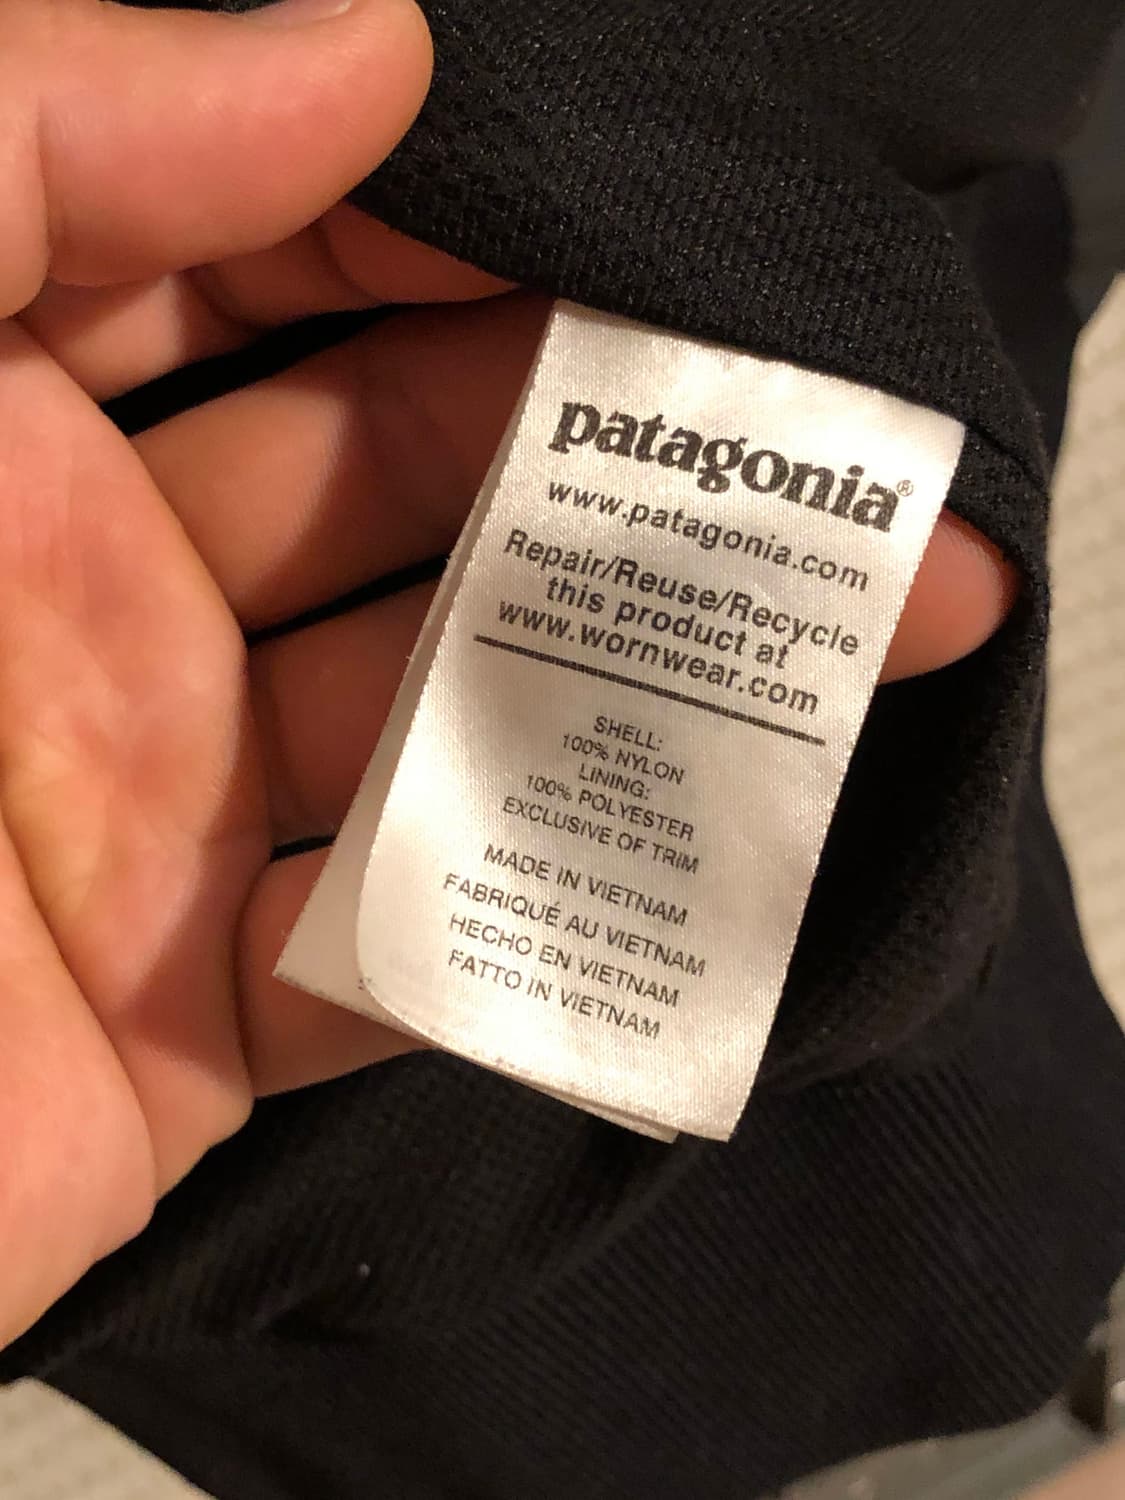 patagonia®
www.patagonia.com
Repair/Reuse/Recycle
this product at
www.wornwear.com
SHELL:
100% NYLON
LINING:
100% POLYESTER
EXCLUSIVE OF TRIM
MADE IN VIETNAM
FABRIQUÉ AU VIETNAM
HECHO EN VIETNAM
FATTO IN VIETNAM